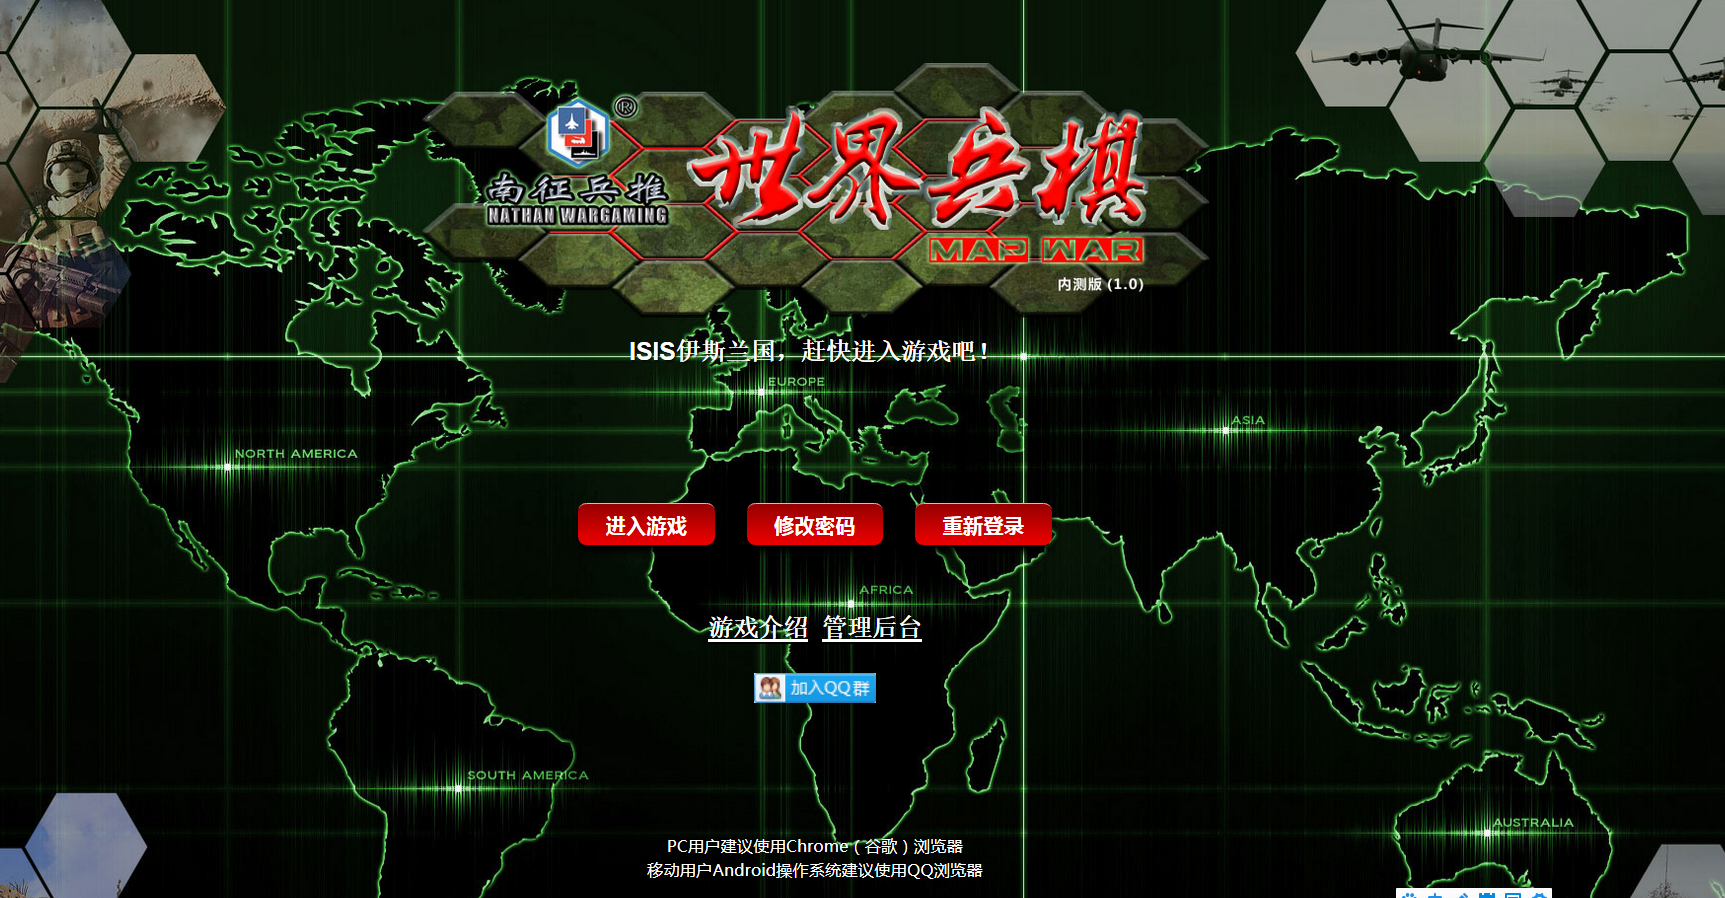 ®
南征兵推
NATHAN WARGAMING
世界兵棋
MAP WAR
内测版 (1.0)
ISIS伊斯兰国，赶快进入游戏吧！
EUROPE
ASIA
NORTH AMERICA
进入游戏 修改密码 重新登录
AFRICA
游戏介绍 管理后台
加入QQ群
SOUTH AMERICA
AUSTRALIA
PC用户建议使用Chrome（谷歌）浏览器
移动用户Android操作系统建议使用QQ浏览器